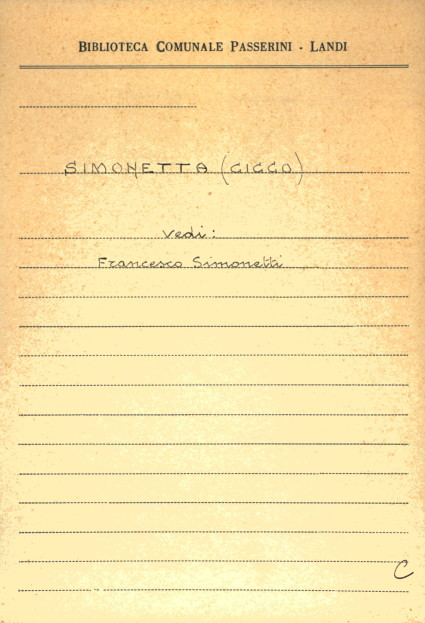 BIBLIOTECA COMUNALE PASSERINI - LANDI
SIMONETTA (CICCO)
vedi:
Francesco Simonetti
C